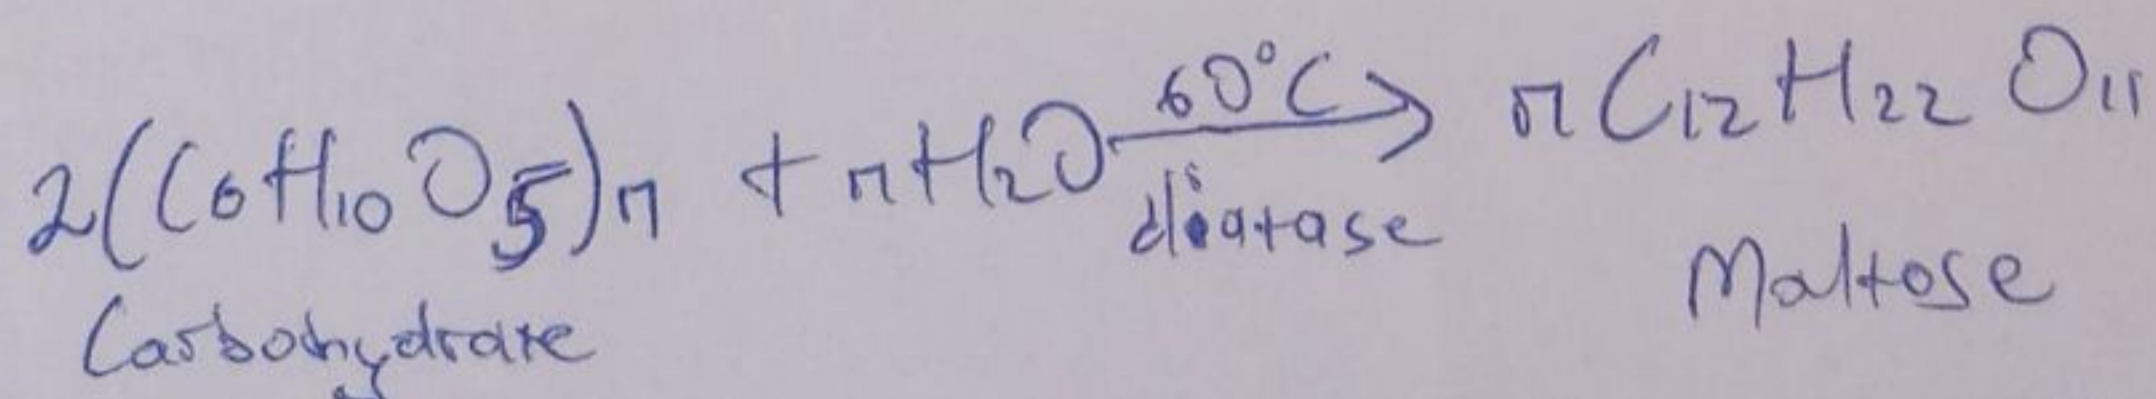 2(C6H10O5)n + nH2O 60°C diatase → nC12H22O11
Carbohydrate Maltose